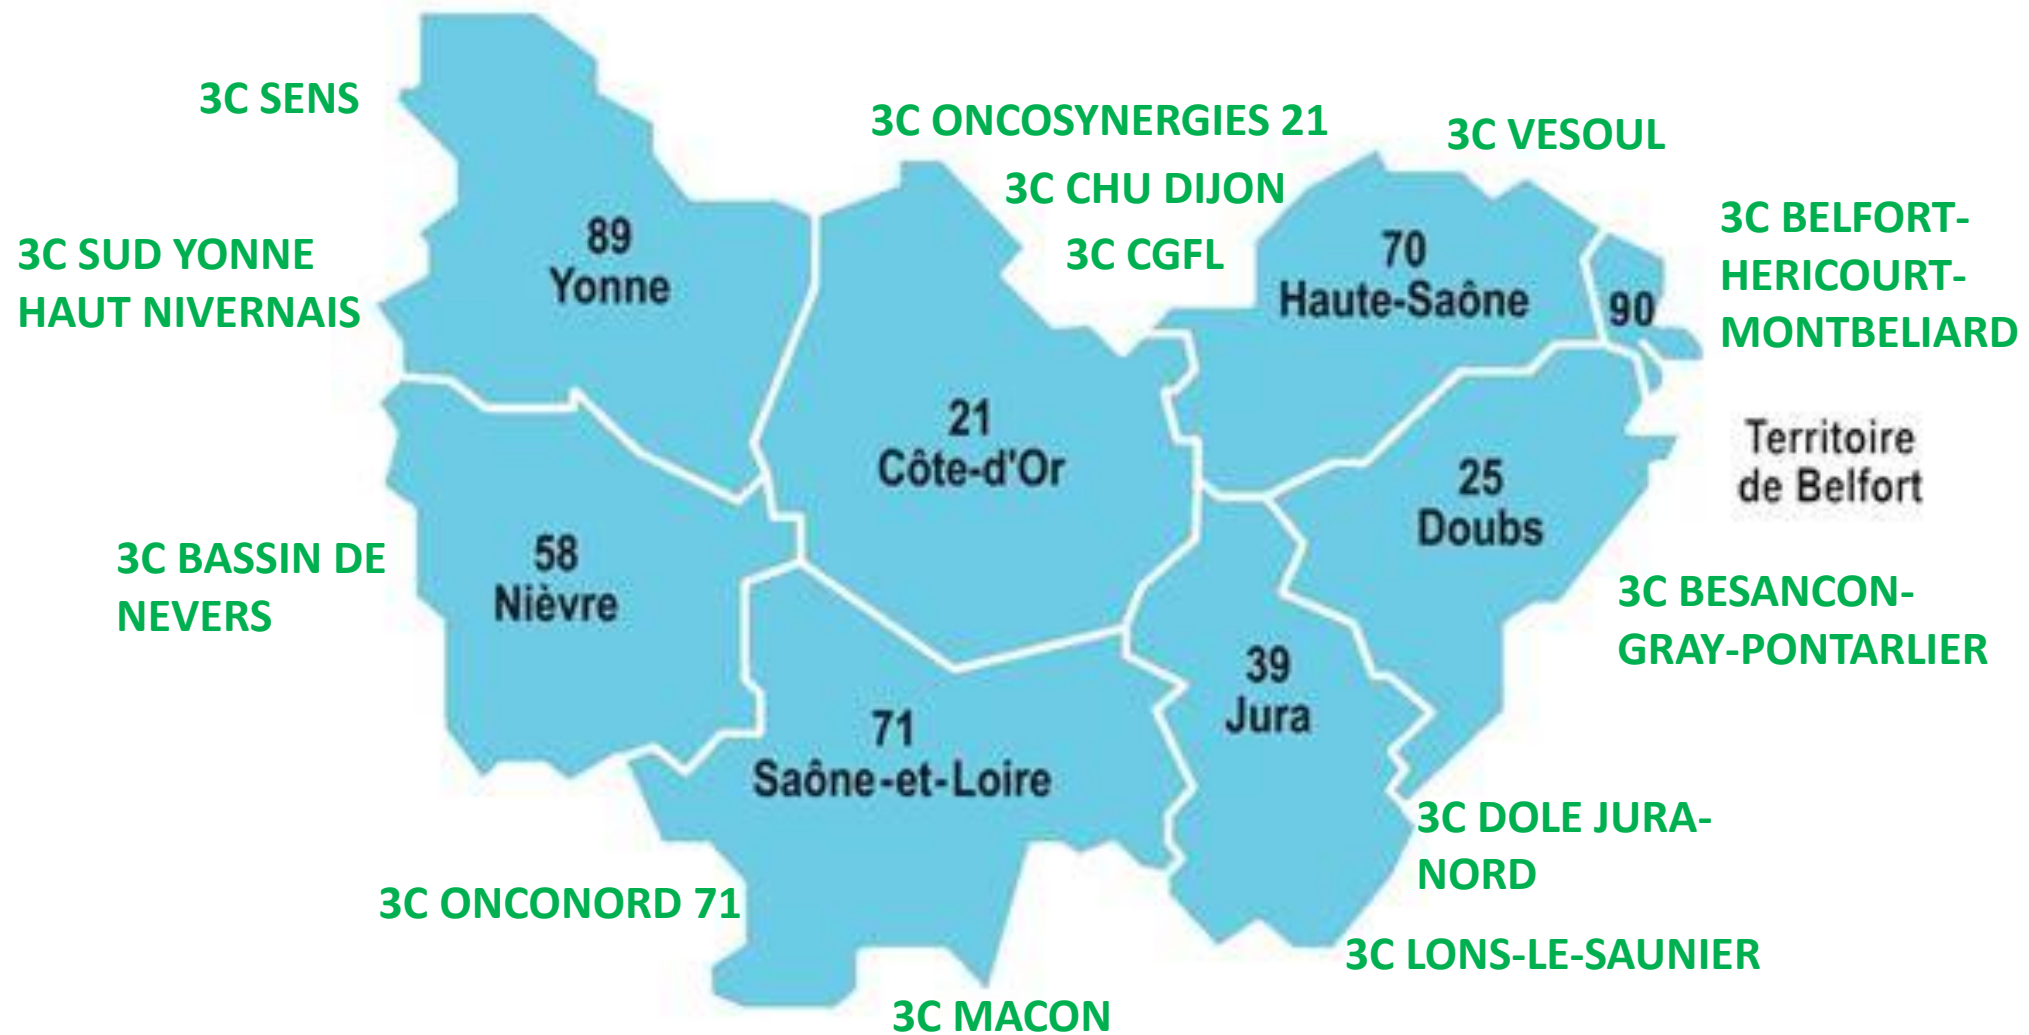 3C SENS
3C ONCOSYNERGIES 21
3C VESOUL
3C CHU DIJON
3C CGFL
3C SUD YONNE
HAUT NIVERNAIS
89
Yonne
70
Haute-Saône
90
3C BELFORT-
HERICOURT-
MONTBELIARD
21
Côte-d'Or
25
Doubs
Territoire
de Belfort
3C BASSIN DE
NEVERS
58
Nièvre
3C BESANCON-
GRAY-PONTARLIER
39
Jura
71
Saône-et-Loire
3C DOLE JURA-
NORD
3C ONCONORD 71
3C LONS-LE-SAUNIER
3C MACON